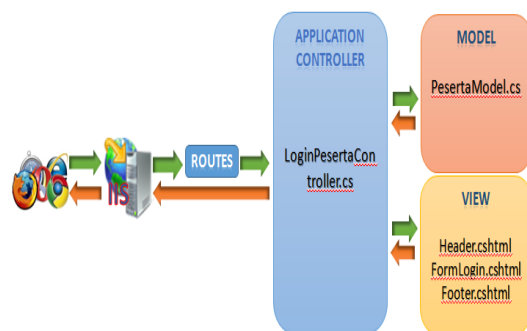 APPLICATION
CONTROLLER
LoginPesertaCon
troller.cs
MODEL
PesertaModel.cs
ROUTES
IIS
VIEW
Header.cshtml
FormLogin.cshtml
Footer.cshtml